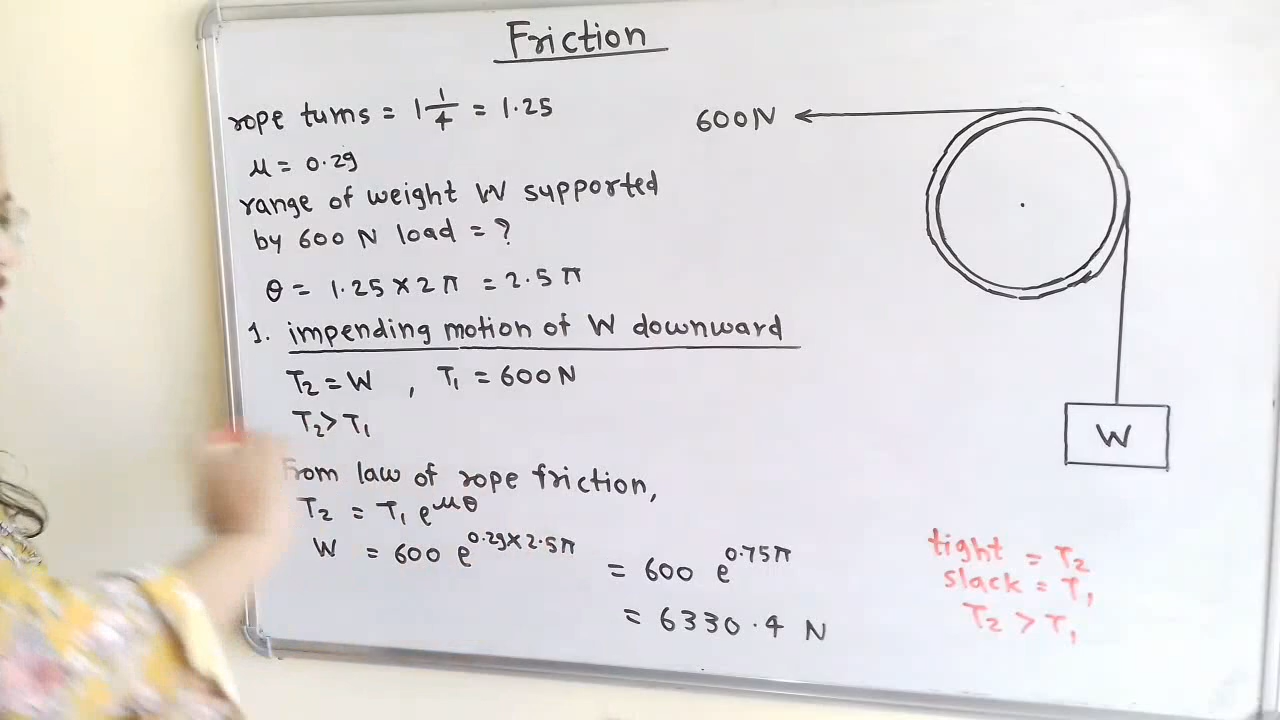 Friction
rope turns = 1 1/4 = 1.25
μ = 0.29
range of weight W supported
by 600 N load = ?
θ = 1.25 × 2π = 2.5 π
1. impending motion of W downward
T₂ = W , T₁ = 600 N
T₂ > T₁
From law of rope friction,
T₂ = T₁ e^μθ
W = 600 e^0.29×2.5π
= 600 e^0.75π
= 6330.4 N
600N
W
tight = T₂
slack = T₁
T₂ > T₁